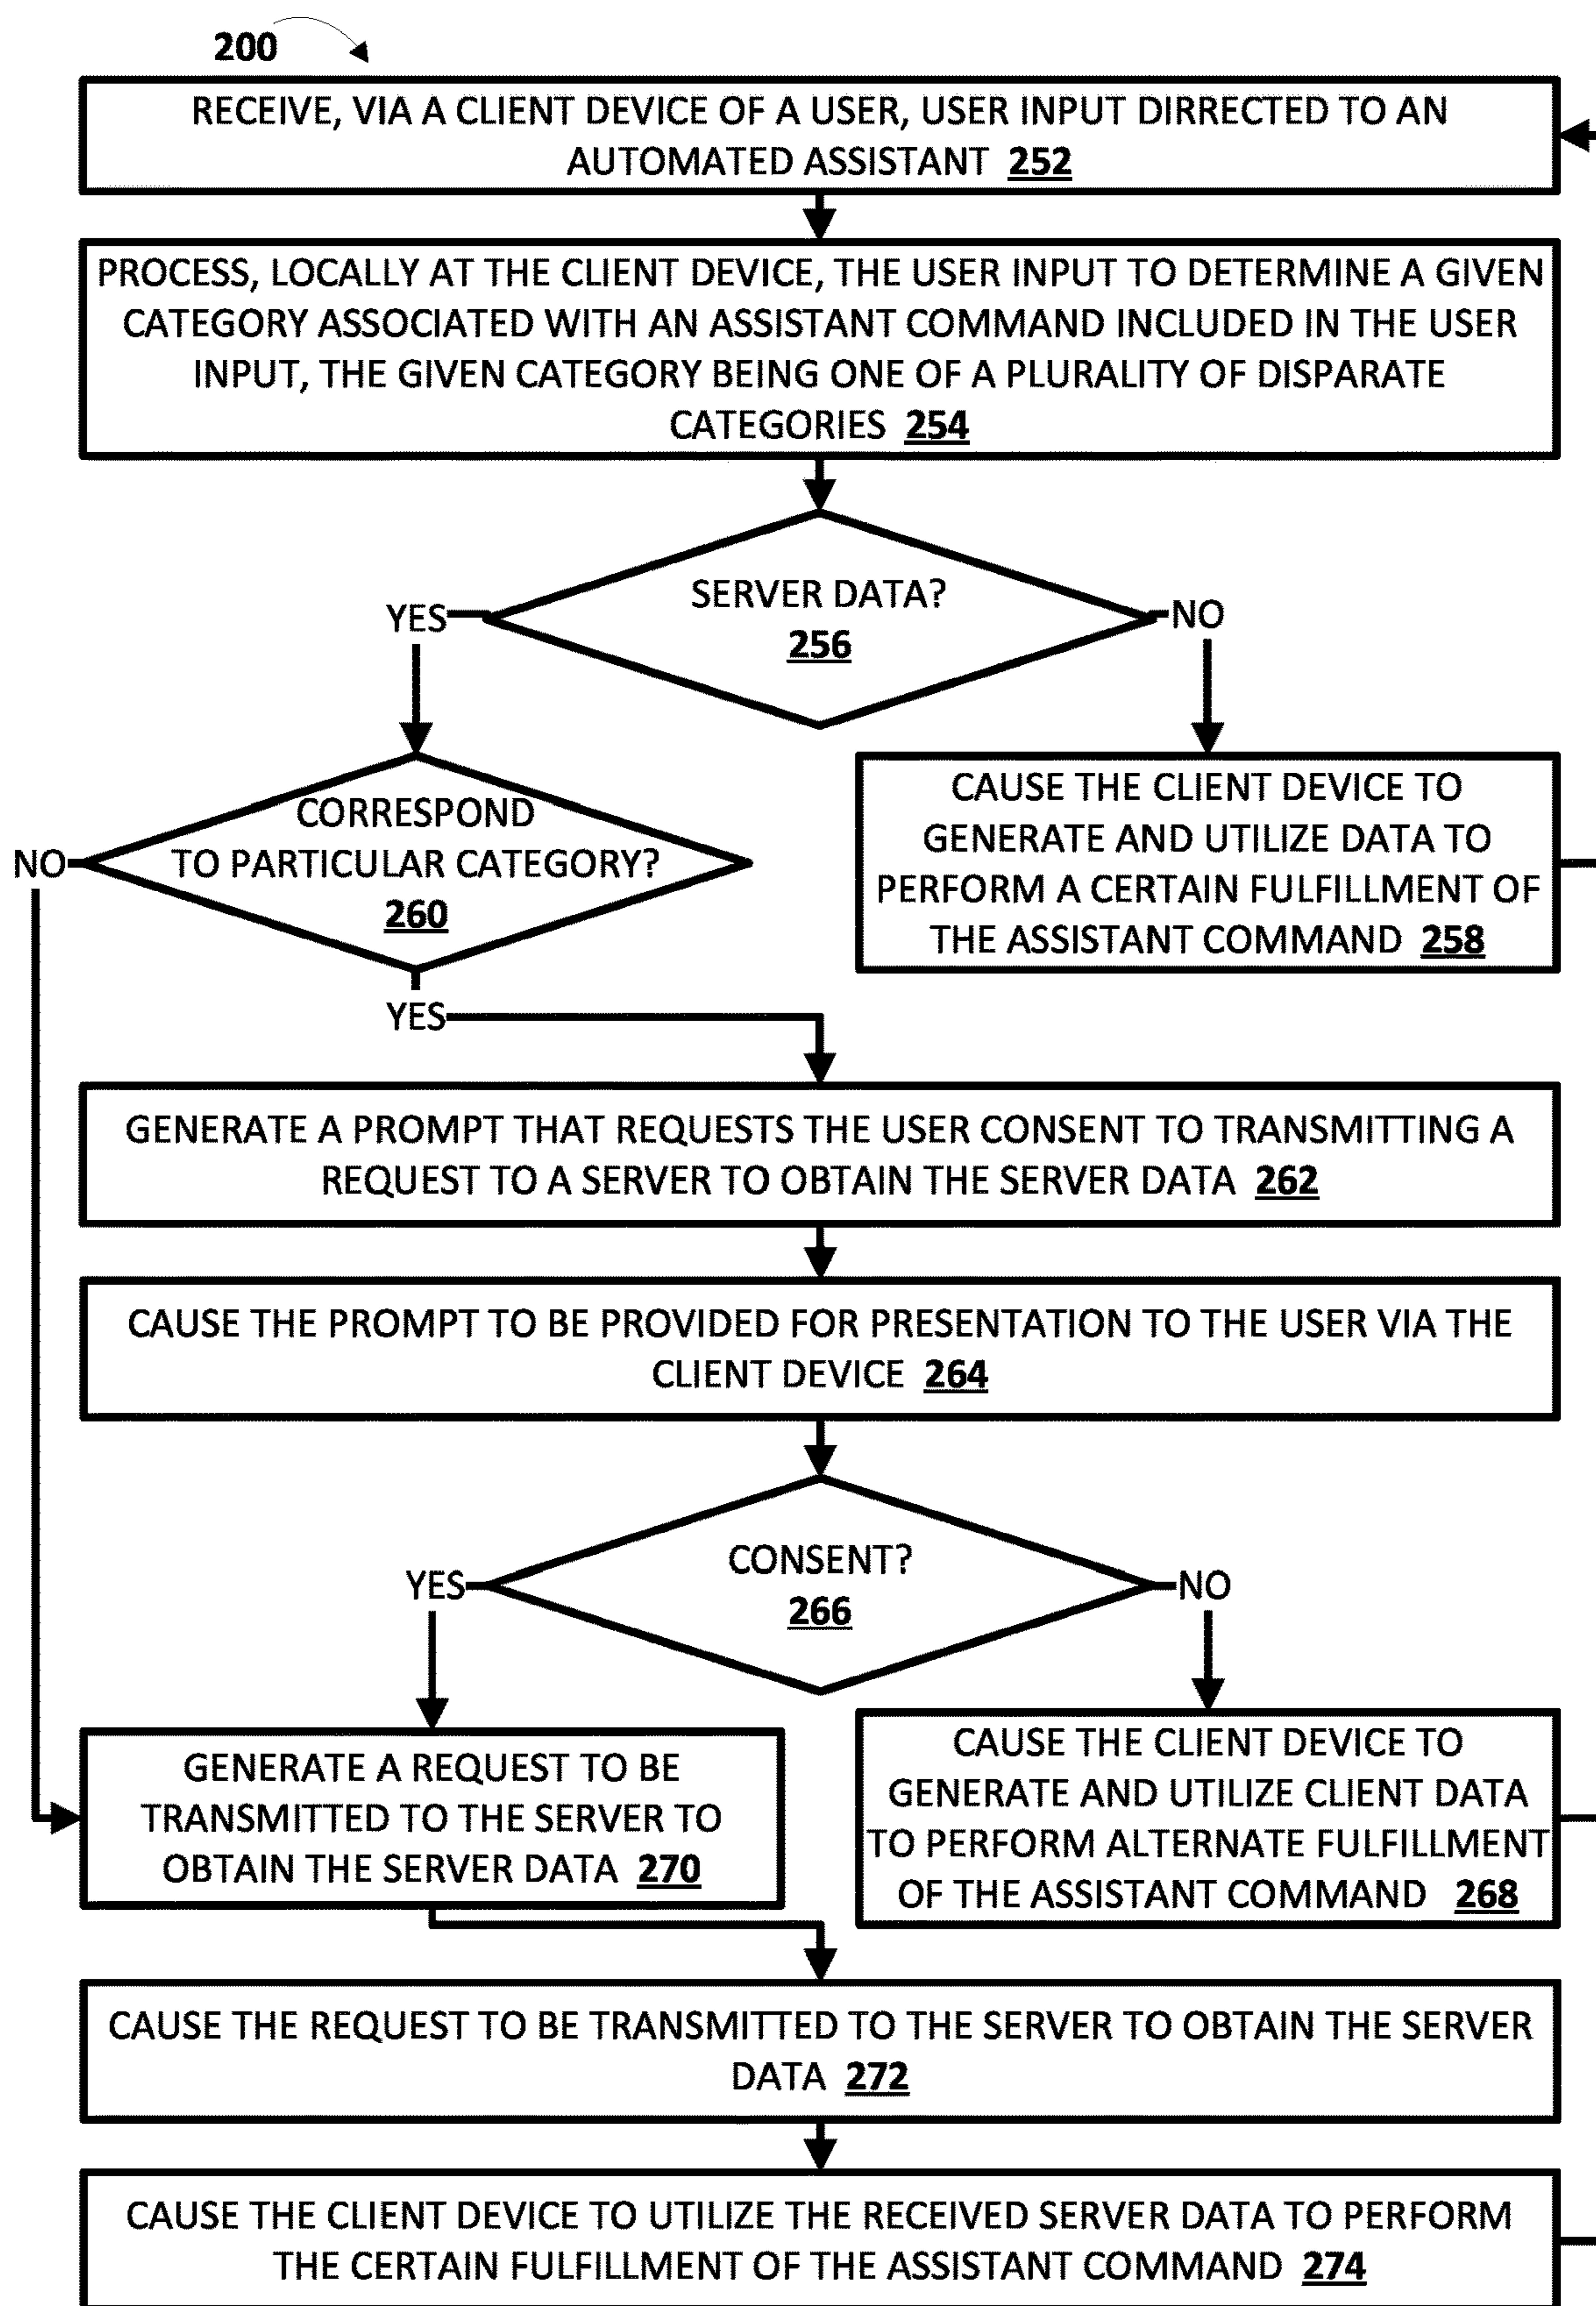 200
RECEIVE, VIA A CLIENT DEVICE OF A USER, USER INPUT DIRRECTED TO AN
AUTOMATED ASSISTANT 252
PROCESS, LOCALLY AT THE CLIENT DEVICE, THE USER INPUT TO DETERMINE A GIVEN
CATEGORY ASSOCIATED WITH AN ASSISTANT COMMAND INCLUDED IN THE USER
INPUT, THE GIVEN CATEGORY BEING ONE OF A PLURALITY OF DISPARATE
CATEGORIES 254
SERVER DATA?
256
YES
NO
CORRESPOND
TO PARTICULAR CATEGORY?
260
NO
YES
CAUSE THE CLIENT DEVICE TO
GENERATE AND UTILIZE DATA TO
PERFORM A CERTAIN FULFILLMENT OF
THE ASSISTANT COMMAND 258
GENERATE A PROMPT THAT REQUESTS THE USER CONSENT TO TRANSMITTING A
REQUEST TO A SERVER TO OBTAIN THE SERVER DATA 262
CAUSE THE PROMPT TO BE PROVIDED FOR PRESENTATION TO THE USER VIA THE
CLIENT DEVICE 264
CONSENT?
266
YES
NO
GENERATE A REQUEST TO BE
TRANSMITTED TO THE SERVER TO
OBTAIN THE SERVER DATA 270
CAUSE THE CLIENT DEVICE TO
GENERATE AND UTILIZE CLIENT DATA
TO PERFORM ALTERNATE FULFILLMENT
OF THE ASSISTANT COMMAND 268
CAUSE THE REQUEST TO BE TRANSMITTED TO THE SERVER TO OBTAIN THE SERVER
DATA 272
CAUSE THE CLIENT DEVICE TO UTILIZE THE RECEIVED SERVER DATA TO PERFORM
THE CERTAIN FULFILLMENT OF THE ASSISTANT COMMAND 274